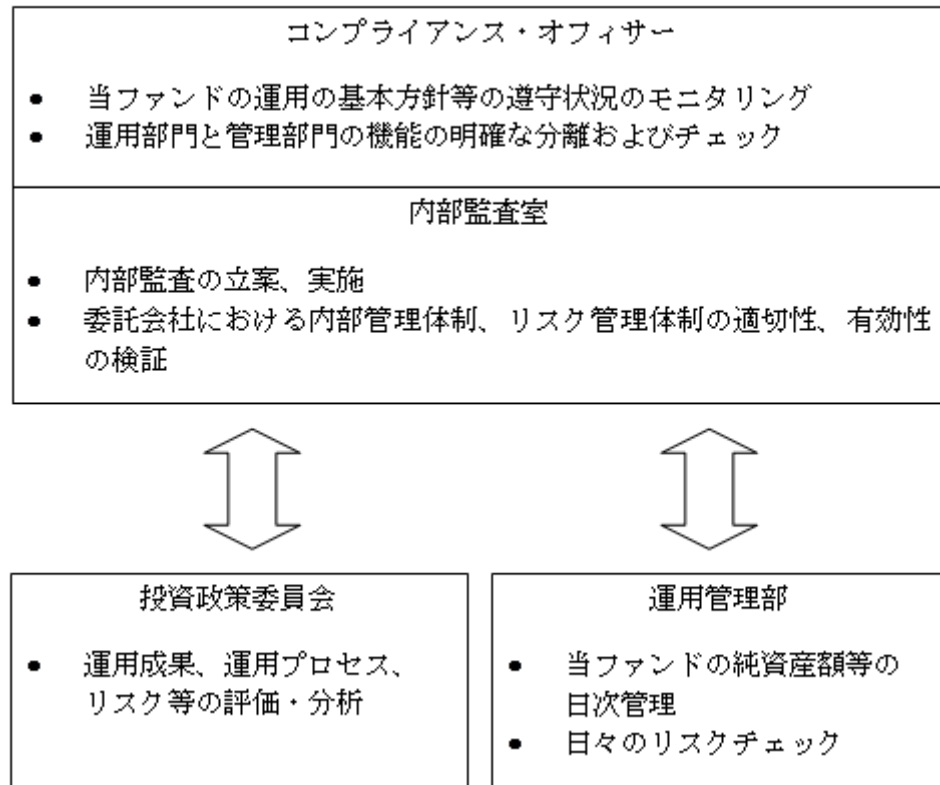 コンプライアンス・オフィサー
● 当ファンドの運用の基本方針等の遵守状況のモニタリング
● 運用部門と管理部門の機能の明確な分離およびチェック
内部監査室
● 内部監査の立案、実施
● 委託会社における内部管理体制、リスク管理体制の適切性、有効性
の検証
投資政策委員会
● 運用成果、運用プロセス、
リスク等の評価・分析
運用管理部
● 当ファンドの純資産額等の
日次管理
● 日々のリスクチェック